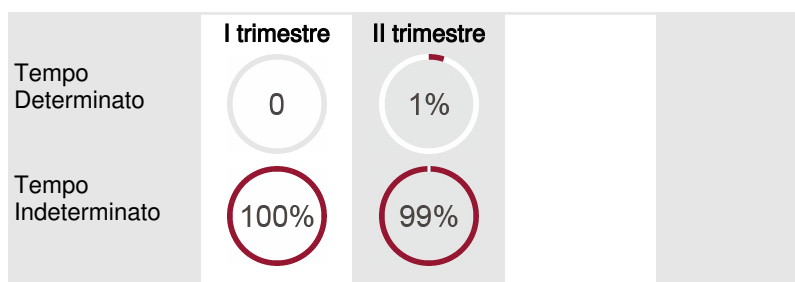 I trimestre II trimestre
Tempo
Determinato
0 1%
Tempo
Indeterminato
100% 99%